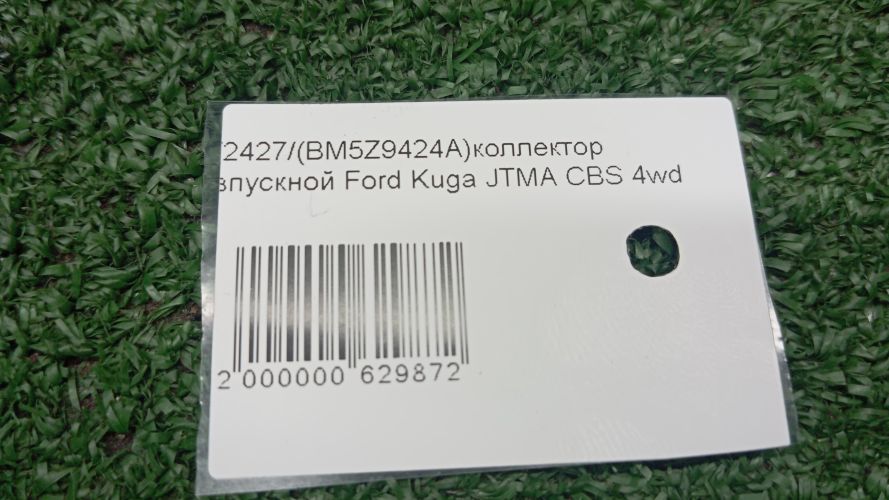 2427/(BM5Z9424A)коллектор
впускной Ford Kuga JTMA CBS 4wd
2 000000 629872